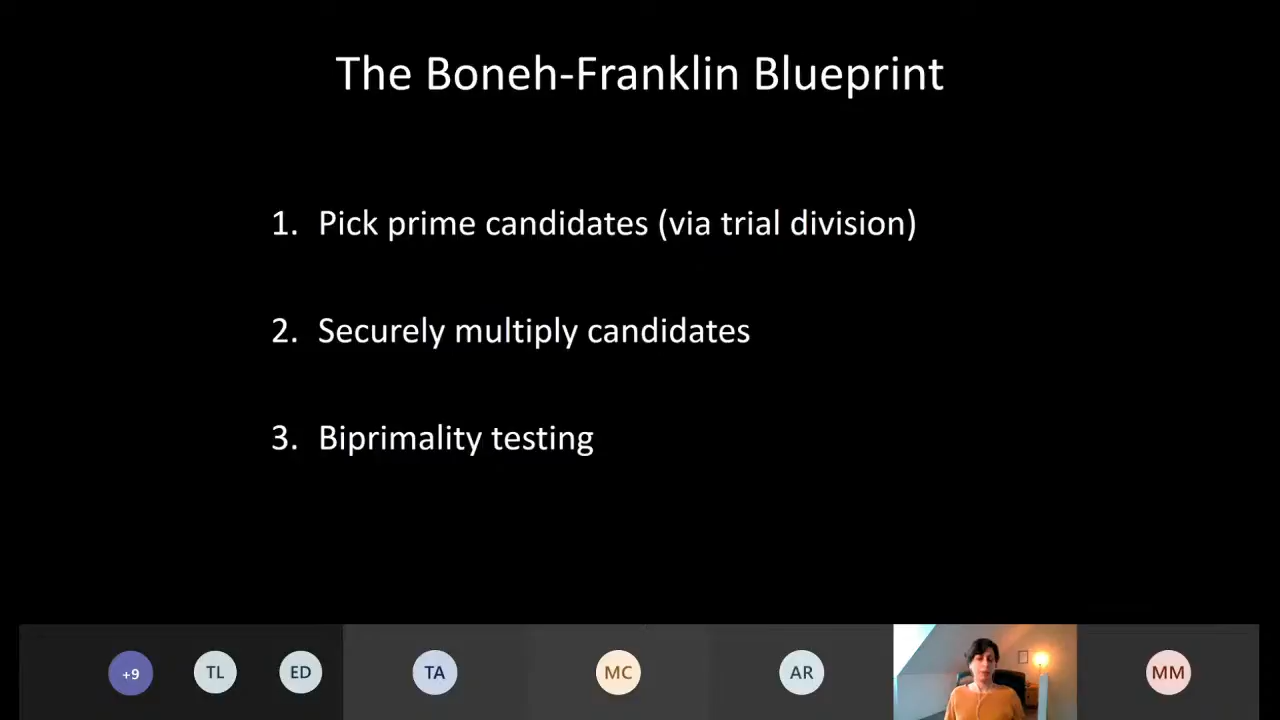 The Boneh-Franklin Blueprint
1. Pick prime candidates (via trial division)
2. Securely multiply candidates
3. Biprimality testing
+9 TL ED TA MC AR MM